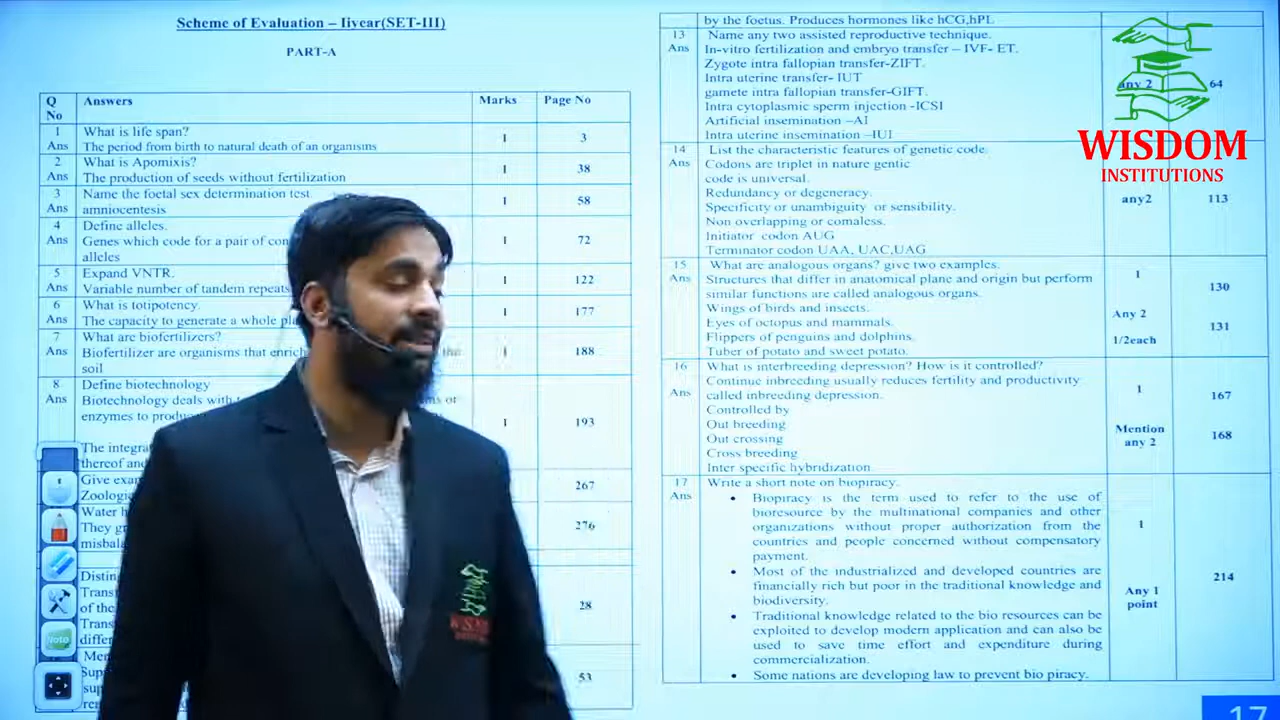 Scheme of Evaluation – Iiyear(SET-III)
PART-A
Q No Answers Marks Page No
1 What is life span?
Ans The period from birth to natural death of an organisms 1 3
2 What is Apomixis?
Ans The production of seeds without fertilization 1 38
3 Name the foetal sex determination test.
Ans amniocentesis 1 58
4 Define alleles.
Ans Genes which code for a pair of con 1 72
alleles
5 Expand VNTR.
Ans Variable number of tandem repeats 1 122
6 What is totipotency.
Ans The capacity to generate a whole pla 1 177
7 What are biofertilizers?
Ans Biofertilizer are organisms that enrich the 1 188
soil
8 Define biotechnology
Ans Biotechnology deals with or
enzymes to produ 1 193
The integra
thereof and
Give exa
Zoologi 267
Water h
They gr 276
misbala
Distin
Trans
of the 28
Trans
differ
Me
Sup 53
sup
re
by the foetus. Produces hormones like hCG,hPL
13 Name any two assisted reproductive technique.
Ans In-vitro fertilization and embryo transfer – IVF- ET.
Zygote intra fallopian transfer-ZIFT.
Intra uterine transfer- IUT any 2 64
gamete intra fallopian transfer-GIFT.
Intra cytoplasmic sperm injection -ICSI
Artificial insemination –AI
Intra uterine insemination –IUI
14 List the characteristic features of genetic code.
Ans Codons are triplet in nature gentic
code is universal.
Redundancy or degeneracy. any2 113
Specificity or unambiguity or sensibility.
Non overlapping or comaless.
Initiator codon AUG
Terminator codon UAA, UAC,UAG
15 What are analogous organs? give two examples.
Ans Structures that differ in anatomical plane and origin but perform 1 130
similar functions are called analogous organs.
Wings of birds and insects. Any 2
Eyes of octopus and mammals. 131
Flippers of penguins and dolphins. 1/2each
Tuber of potato and sweet potato.
16 What is interbreeding depression? How is it controlled?
Ans Continue inbreeding usually reduces fertility and productivity 1 167
called inbreeding depression.
Controlled by
Out breeding Mention 168
Out crossing any 2
Cross breeding
Inter specific hybridization
17 Write a short note on biopiracy.
Ans • Biopiracy is the term used to refer to the use of
bioresource by the multinational companies and other
organizations without proper authorization from the 1
countries and people concerned without compensatory
payment.
• Most of the industrialized and developed countries are 214
financially rich but poor in the traditional knowledge and Any 1
biodiversity. point
• Traditional knowledge related to the bio resources can be
exploited to develop modern application and can also be
used to save time effort and expenditure during
commercialization.
• Some nations are developing law to prevent bio piracy.
WISDOM
INSTITUTIONS
Note
17